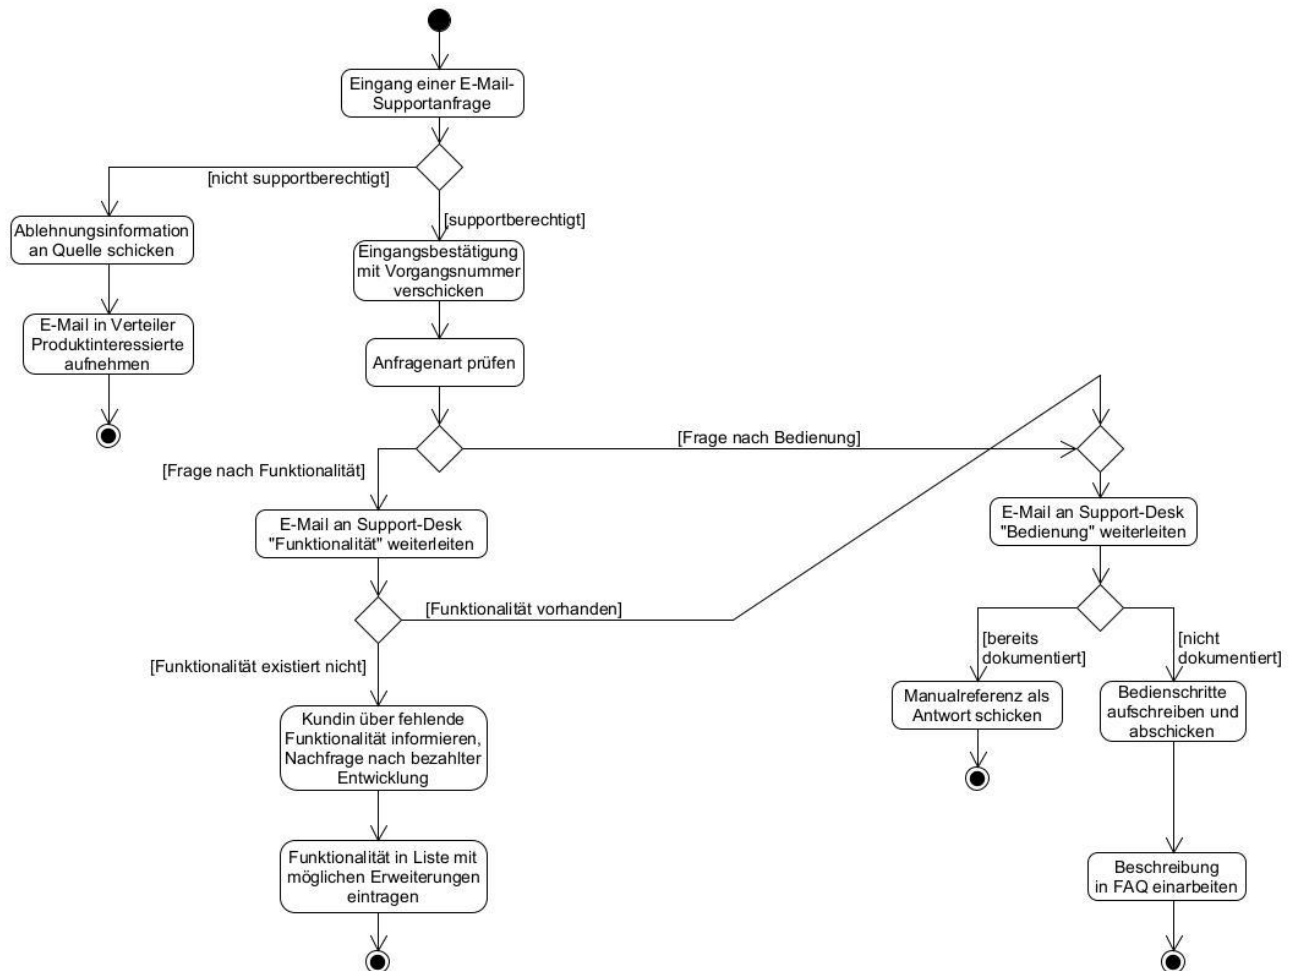 Eingang einer E-Mail-
Supportanfrage
[nicht supportberechtigt]
[supportberechtigt]
Ablehnungsinformation
an Quelle schicken
Eingangsbestätigung
mit Vorgangsnummer
verschicken
E-Mail in Verteiler
Produktinteressierte
aufnehmen
Anfragenart prüfen
[Frage nach Bedienung]
[Frage nach Funktionalität]
E-Mail an Support-Desk
"Funktionalität" weiterleiten
E-Mail an Support-Desk
"Bedienung" weiterleiten
[Funktionalität vorhanden]
[Funktionalität existiert nicht]
[bereits
dokumentiert]
[nicht
dokumentiert]
Manualreferenz als
Antwort schicken
Bedienschritte
aufschreiben und
abschicken
Kundin über fehlende
Funktionalität informieren,
Nachfrage nach bezahlter
Entwicklung
Funktionalität in Liste mit
möglichen Erweiterungen
eintragen
Beschreibung
in FAQ einarbeiten